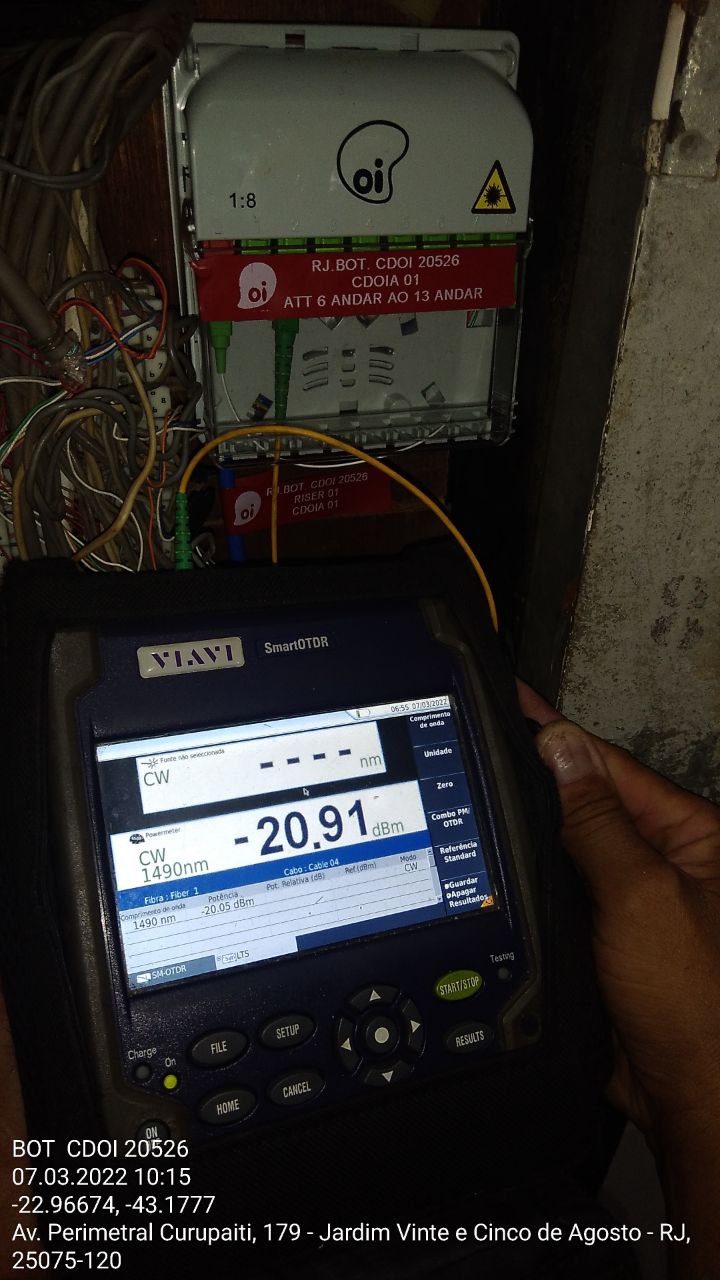 oi
1:8
RJ.BOT. CDOI 20526
CDOIA 01
ATT 6 ANDAR AO 13 ANDAR
oi
RJ.BOT. CDOI 20526
RISER 01
CDOIA 01
oi
VIAVI SmartOTDR
06:55 07/03/2022
Comprimento de onda
Fonte não seleccionada
CW - - - - nm
Unidade
Zero
Powermeter
CW
1490nm
-20.91 dBm
Combo PM/ OTDR
Referência Standard
Fibra : Fiber 1 Cabo : Cable 04
Comprimento de onda Potência Pot. Relativa (dB) Ref.(dBm) Modo
1490 nm -20.05 dBm CW
Guardar
Apagar
Resultados
SM-OTDR LTS
Testing
START/STOP
FILE SETUP RESULTS
Charge On
HOME CANCEL
ON
BOT CDOI 20526
07.03.2022 10:15
-22.96674, -43.1777
Av. Perimetral Curupaiti, 179 - Jardim Vinte e Cinco de Agosto - RJ,
25075-120